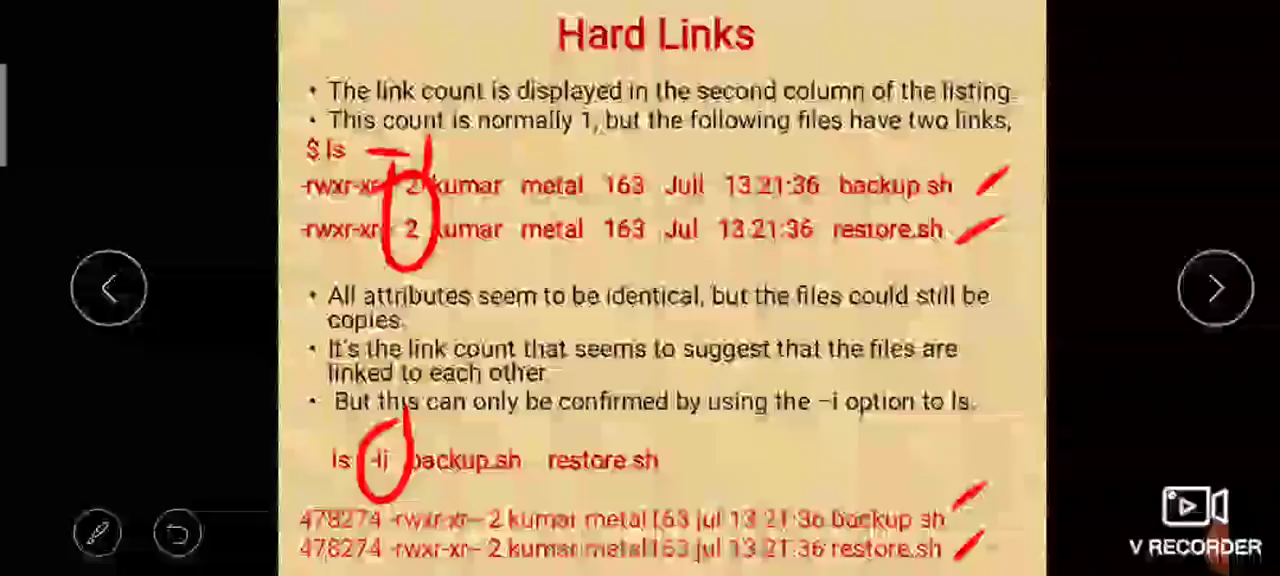 Hard Links
• The link count is displayed in the second column of the listing.
• This count is normally 1, but the following files have two links,
$ ls
-rwxr-xr 2 kumar metal 163 Jull 13.21:36 backup sh
-rwxr-xr 2 kumar metal 163 Jul 13.21:36 restore.sh
• All attributes seem to be identical, but the files could still be
copies.
• It's the link count that seems to suggest that the files are
linked to each other.
• But this can only be confirmed by using the –i option to ls.
ls backup.sh restore.sh
478274 -rwxr-xr-- 2 kumar metal 163 jul 13 21:36 backup sh
478274 -rwxr-xr-- 2 kumar metal 163 jul 13 21:36 restore.sh
V RECORDER